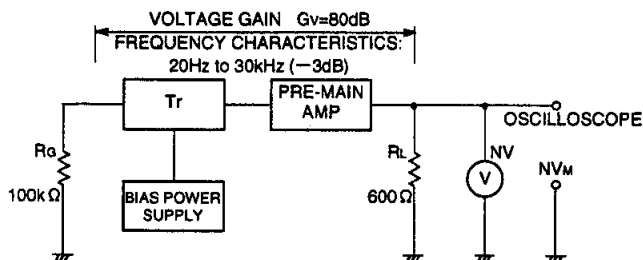 VOLTAGE GAIN Gv=80dB
FREQUENCY CHARACTERISTICS:
20Hz to 30kHz (−3dB)
Tr
PRE-MAIN
AMP
OSCILLOSCOPE
RG
100kΩ
BIAS POWER
SUPPLY
RL
600Ω
NV
V
NVM